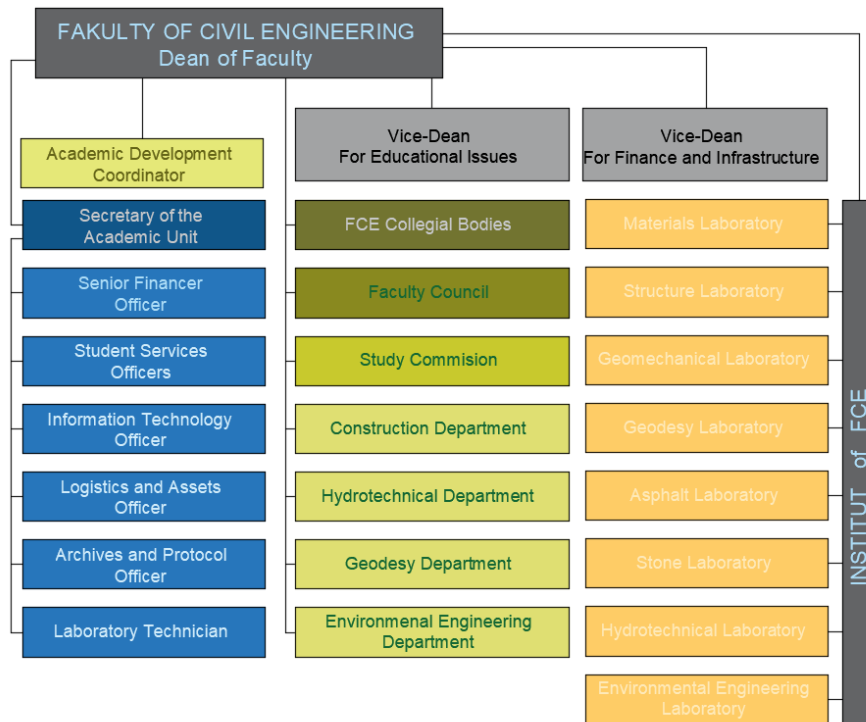 FAKULTY OF CIVIL ENGINEERING
Dean of Faculty
Academic Development
Coordinator
Vice-Dean
For Educational Issues
Vice-Dean
For Finance and Infrastructure
Secretary of the
Academic Unit
Senior Financer
Officer
Student Services
Officers
Information Technology
Officer
Logistics and Assets
Officer
Archives and Protocol
Officer
Laboratory Technician
FCE Collegial Bodies
Faculty Council
Study Commision
Construction Department
Hydrotechnical Department
Geodesy Department
Environmenal Engineering
Department
Materials Laboratory
Structure Laboratory
Geomechanical Laboratory
Geodesy Laboratory
Asphalt Laboratory
Stone Laboratory
Hydrotechnical Laboratory
Environmental Engineering
Laboratory
INSTITUT of FCE